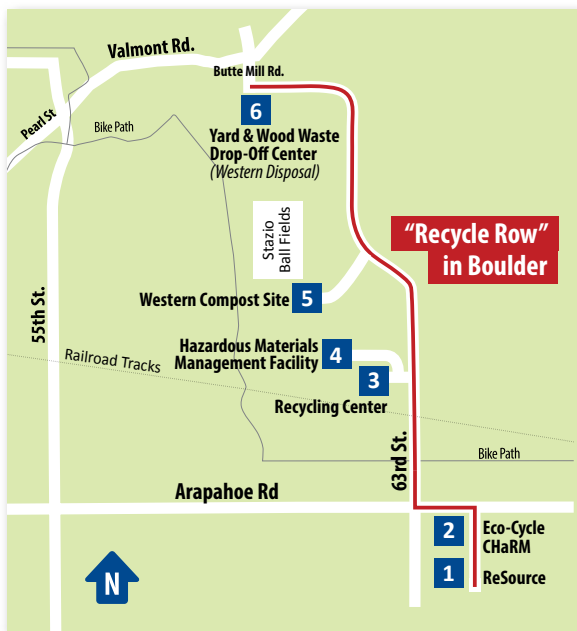 Valmont Rd.
Butte Mill Rd.
Pearl St
Bike Path
6
Yard & Wood Waste
Drop-Off Center
(Western Disposal)
Stazio
Ball Fields
“Recycle Row”
in Boulder
Western Compost Site
5
55th St.
Railroad Tracks
Hazardous Materials
Management Facility
4
3
Recycling Center
63rd St.
Bike Path
Arapahoe Rd
2
Eco-Cycle
CHaRM
1
ReSource
N